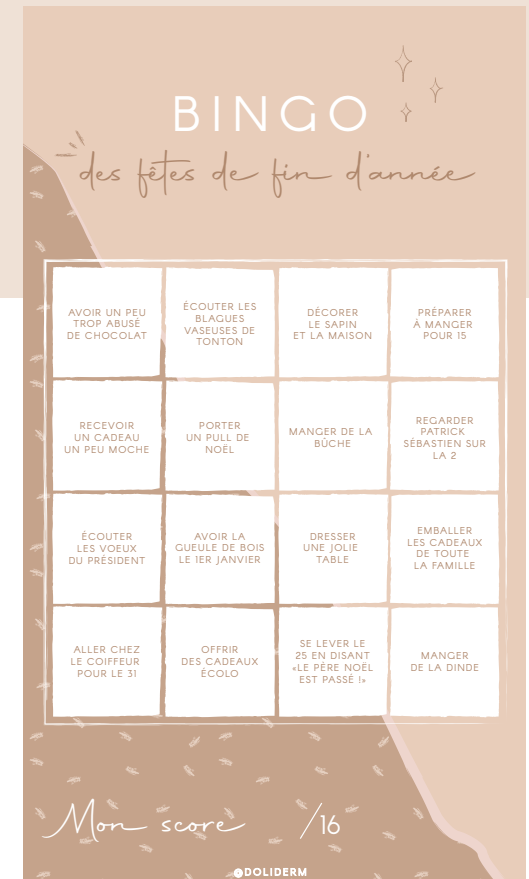 BINGO
des fêtes de fin d'année
AVOIR UN PEU
TROP ABUSÉ
DE CHOCOLAT
ÉCOUTER LES
BLAGUES
VASEUSES DE
TONTON
DÉCORER
LE SAPIN
ET LA MAISON
PRÉPARER
À MANGER
POUR 15
RECEVOIR
UN CADEAU
UN PEU MOCHE
PORTER
UN PULL DE
NOËL
MANGER DE LA
BÛCHE
REGARDER
PATRICK
SÉBASTIEN SUR
LA 2
ÉCOUTER
LES VOEUX
DU PRÉSIDENT
AVOIR LA
GUEULE DE BOIS
LE 1ER JANVIER
DRESSER
UNE JOLIE
TABLE
EMBALLER
LES CADEAUX
DE TOUTE
LA FAMILLE
ALLER CHEZ
LE COIFFEUR
POUR LE 31
OFFRIR
DES CADEAUX
ÉCOLO
SE LEVER LE
25 EN DISANT
«LE PÈRE NOËL
EST PASSÉ !»
MANGER
DE LA DINDE
Mon score /16
@DOLIDERM